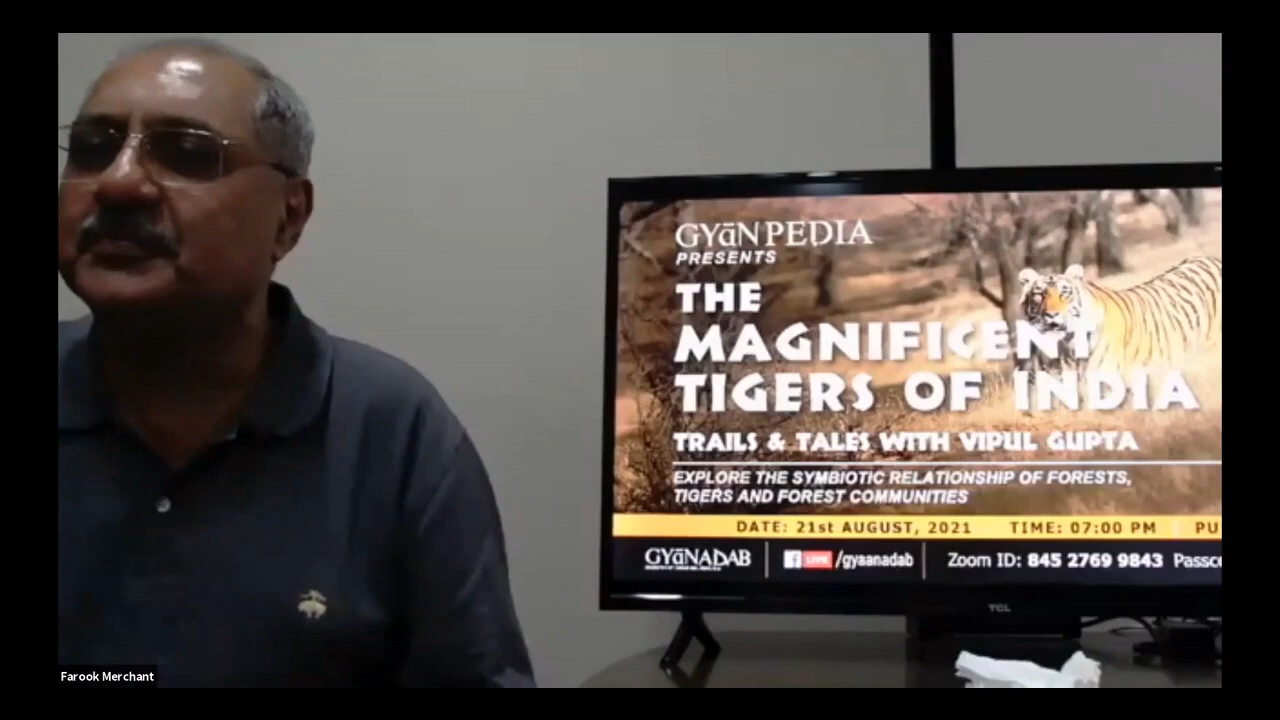 GYāNPEDIA
PRESENTS
THE
MAGNIFICENT
TIGERS OF INDIA
TRAILS & TALES WITH VIPUL GUPTA
EXPLORE THE SYMBIOTIC RELATIONSHIP OF FORESTS,
TIGERS AND FOREST COMMUNITIES
DATE: 21st AUGUST, 2021 TIME: 07:00 PM
GYāNADAB
LIVE /gyaanadab
Zoom ID: 845 2769 9843
TCL
Farook Merchant